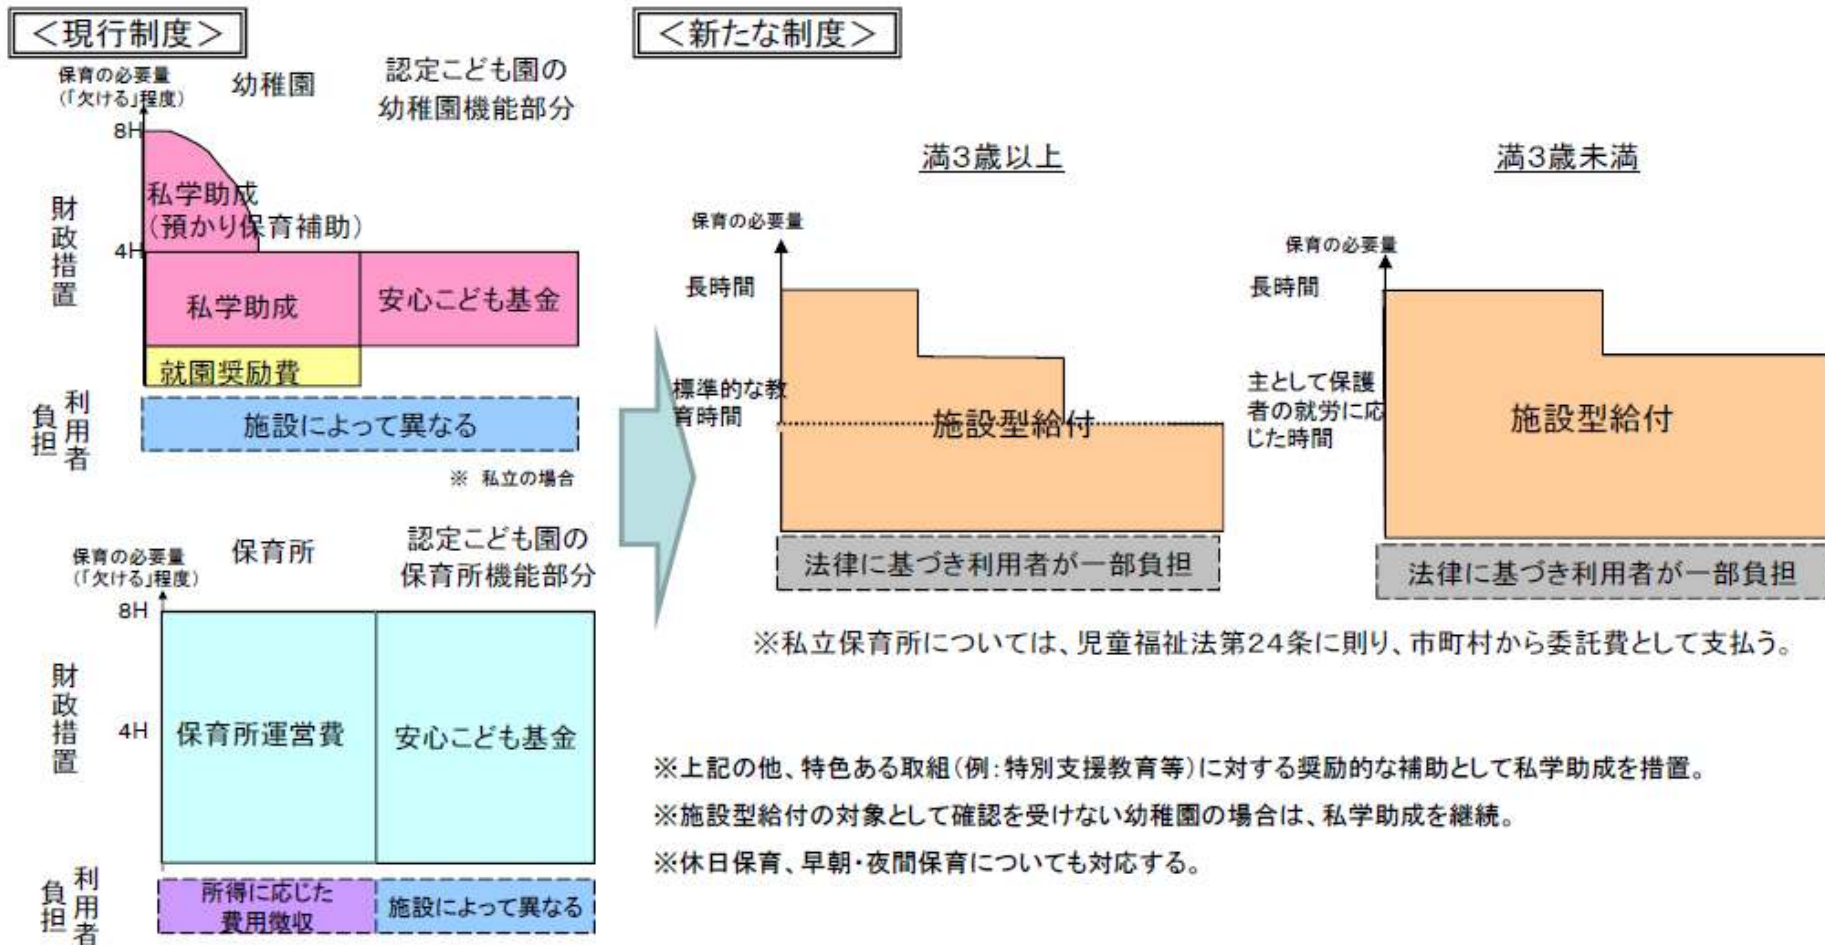 ＜現行制度＞
保育の必要量
（「欠ける」程度）
幼稚園
認定こども園の
幼稚園機能部分
8H
私学助成
（預かり保育補助）
4H
財政措置
私学助成
安心こども基金
就園奨励費
利用者
負担
施設によって異なる
※ 私立の場合
保育の必要量
（「欠ける」程度）
保育所
認定こども園の
保育所機能部分
8H
財政措置
4H
保育所運営費
安心こども基金
利用者
負担
所得に応じた
費用徴収
施設によって異なる
＜新たな制度＞
満3歳以上
保育の必要量
長時間
標準的な教
育時間
施設型給付
法律に基づき利用者が一部負担
満3歳未満
保育の必要量
長時間
主として保護
者の就労に応
じた時間
施設型給付
法律に基づき利用者が一部負担
※私立保育所については、児童福祉法第24条に則り、市町村から委託費として支払う。
※上記の他、特色ある取組(例:特別支援教育等)に対する奨励的な補助として私学助成を措置。
※施設型給付の対象として確認を受けない幼稚園の場合は、私学助成を継続。
※休日保育、早朝・夜間保育についても対応する。